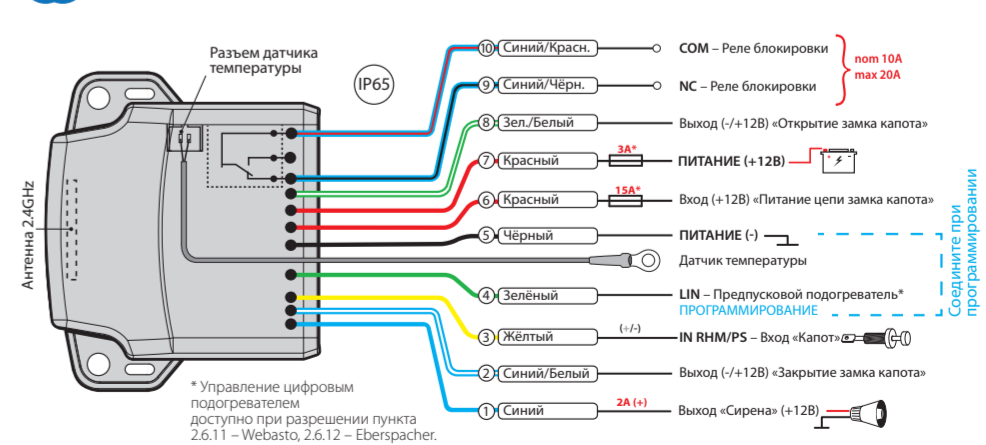 Разъем датчика
температуры
IP65
Антенна 2.4GHz
10 Синий/Красн. COM – Реле блокировки
nom 10A
max 20A
9 Синий/Чёрн. NC – Реле блокировки
8 Зел./Белый Выход (-/+12В) «Открытие замка капота»
7 Красный 3A* ПИТАНИЕ (+12В)
6 Красный 15A* Вход (+12В) «Питание цепи замка капота»
5 Чёрный ПИТАНИЕ (-)
Датчик температуры
Соедините при
программировании
4 Зелёный LIN – Предпусковой подогреватель*
ПРОГРАММИРОВАНИЕ
3 Жёлтый (+/-) IN RHM/PS – Вход «Капот»
2 Синий/Белый Выход (-/+12В) «Закрытие замка капота»
1 Синий 2A (+) Выход «Сирена» (+12В)
* Управление цифровым
подогревателем
доступно при разрешении пункта
2.6.11 – Webasto, 2.6.12 – Eberspacher.